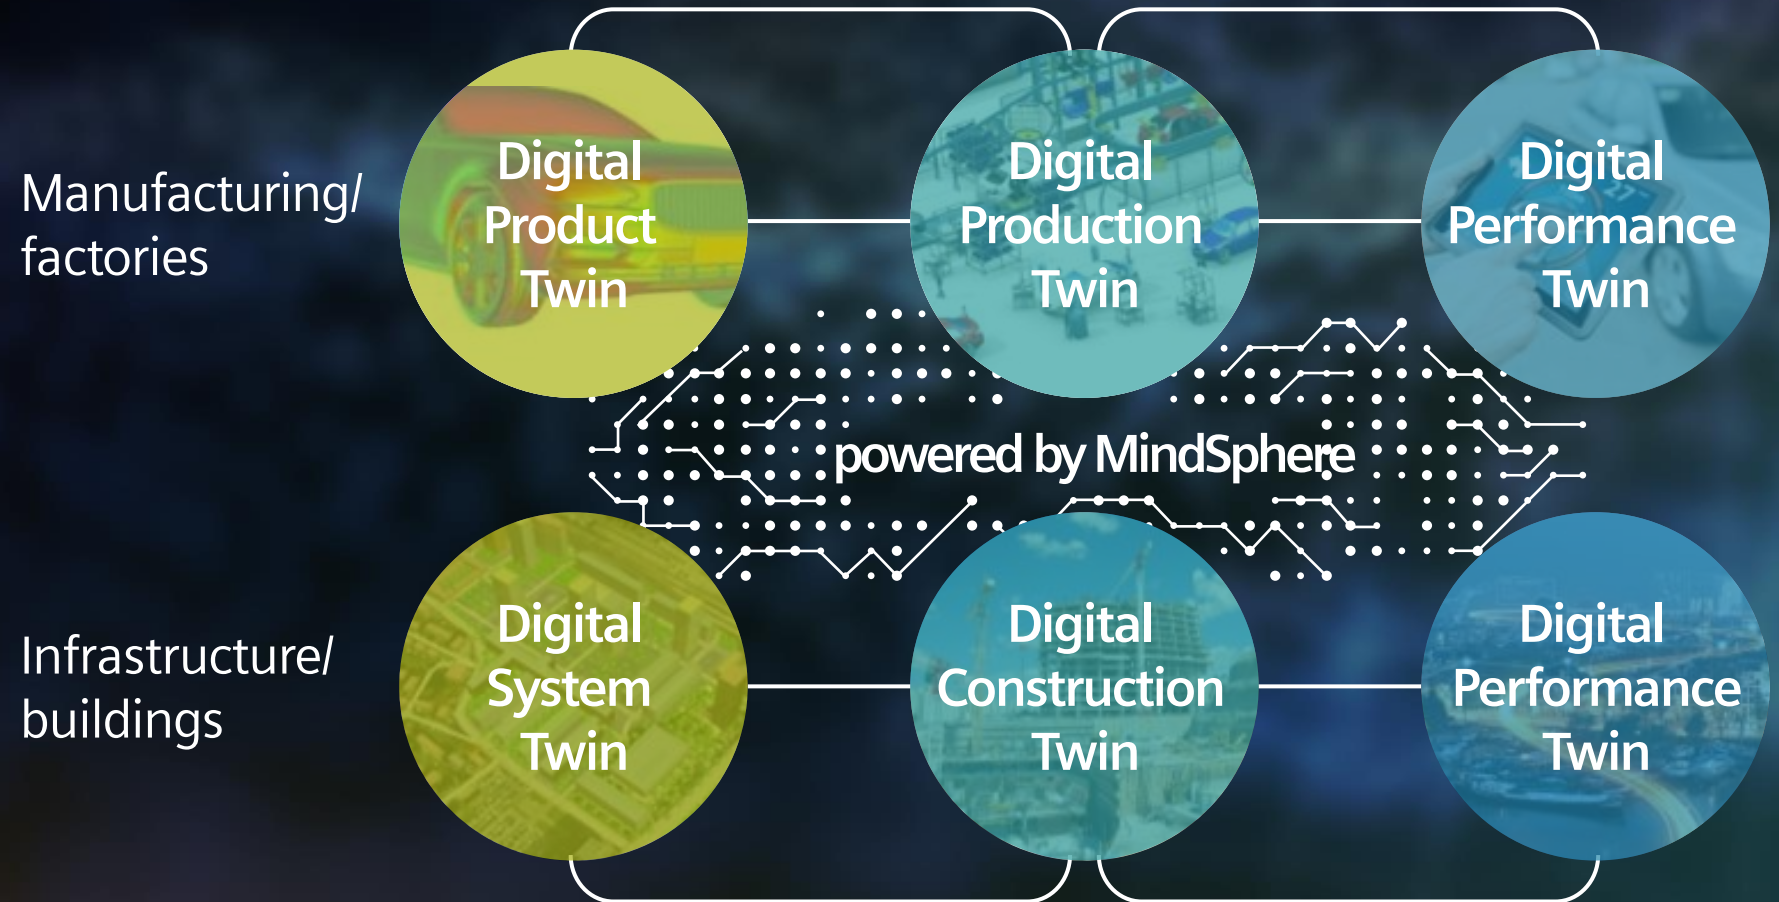 Manufacturing/
factories
Digital
Product
Twin
Digital
Production
Twin
Digital
Performance
Twin
27
powered by MindSphere
Infrastructure/
buildings
Digital
System
Twin
Digital
Construction
Twin
Digital
Performance
Twin